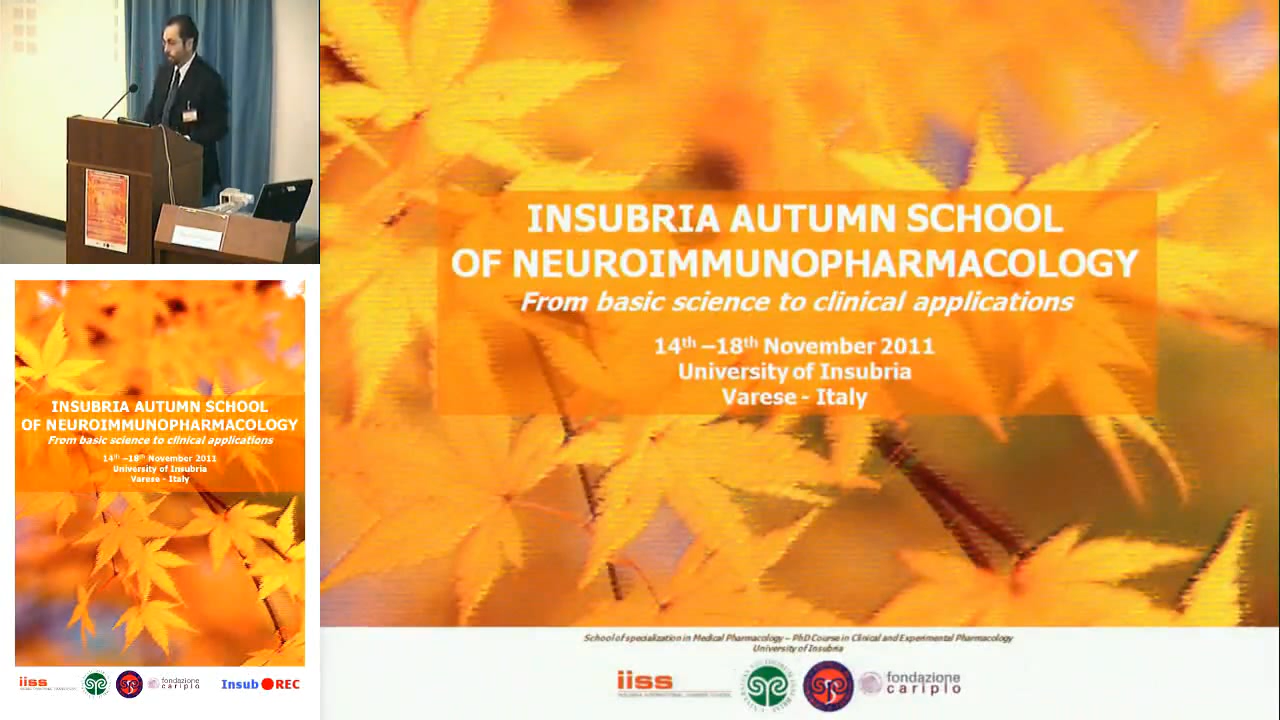 INSUBRIA AUTUMN SCHOOL
OF NEUROIMMUNOPHARMACOLOGY
From basic science to clinical applications
14th –18th November 2011
University of Insubria
Varese - Italy
School of specialization in Medical Pharmacology – PhD Course in Clinical and Experimental Pharmacology
University of Insubria
iiss
fondazione
cariplo
INSUBRIA AUTUMN SCHOOL
OF NEUROIMMUNOPHARMACOLOGY
From basic science to clinical applications
14th –18th November 2011
University of Insubria
Varese - Italy
iiss
fondazione
cariplo
Insub REC